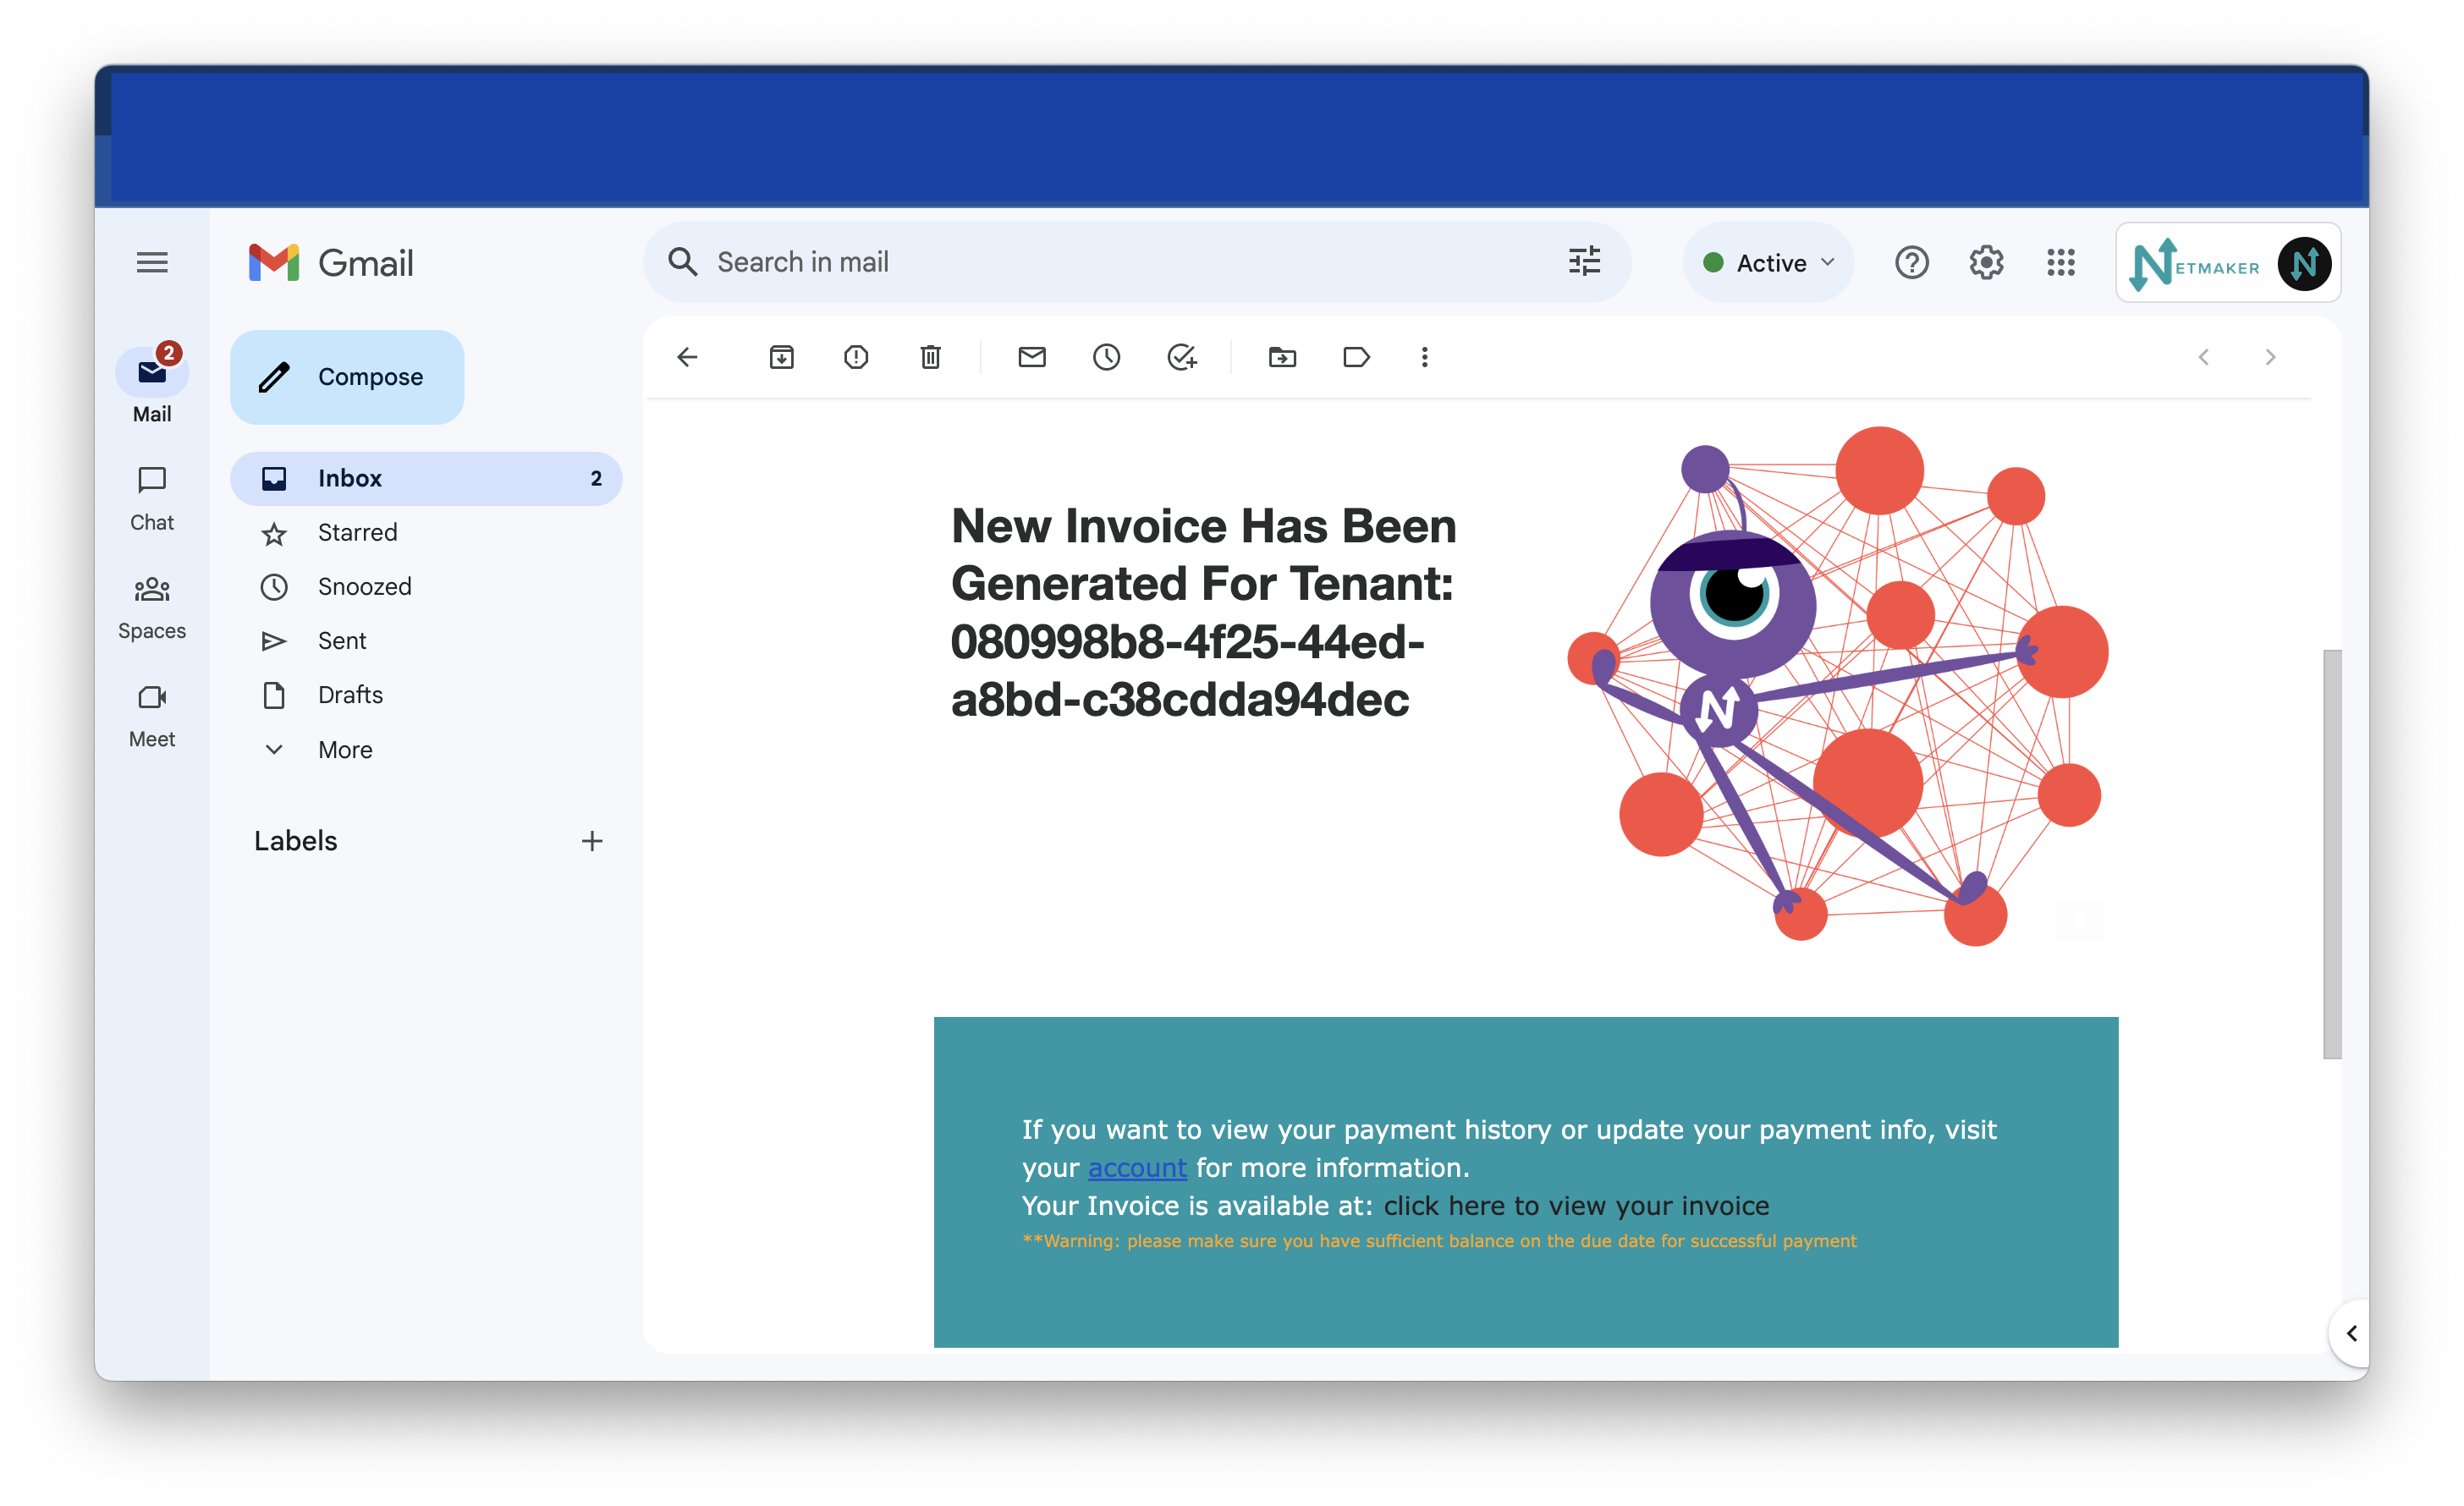 Gmail
Search in mail
Active
NETMAKER
N
2
Mail
Compose
Inbox 2
Chat
Starred
Snoozed
Spaces
Sent
Drafts
Meet
More
Labels
New Invoice Has Been
Generated For Tenant:
080998b8-4f25-44ed-
a8bd-c38cdda94dec
N
If you want to view your payment history or update your payment info, visit
your account for more information.
Your Invoice is available at: click here to view your invoice
**Warning: please make sure you have sufficient balance on the due date for successful payment